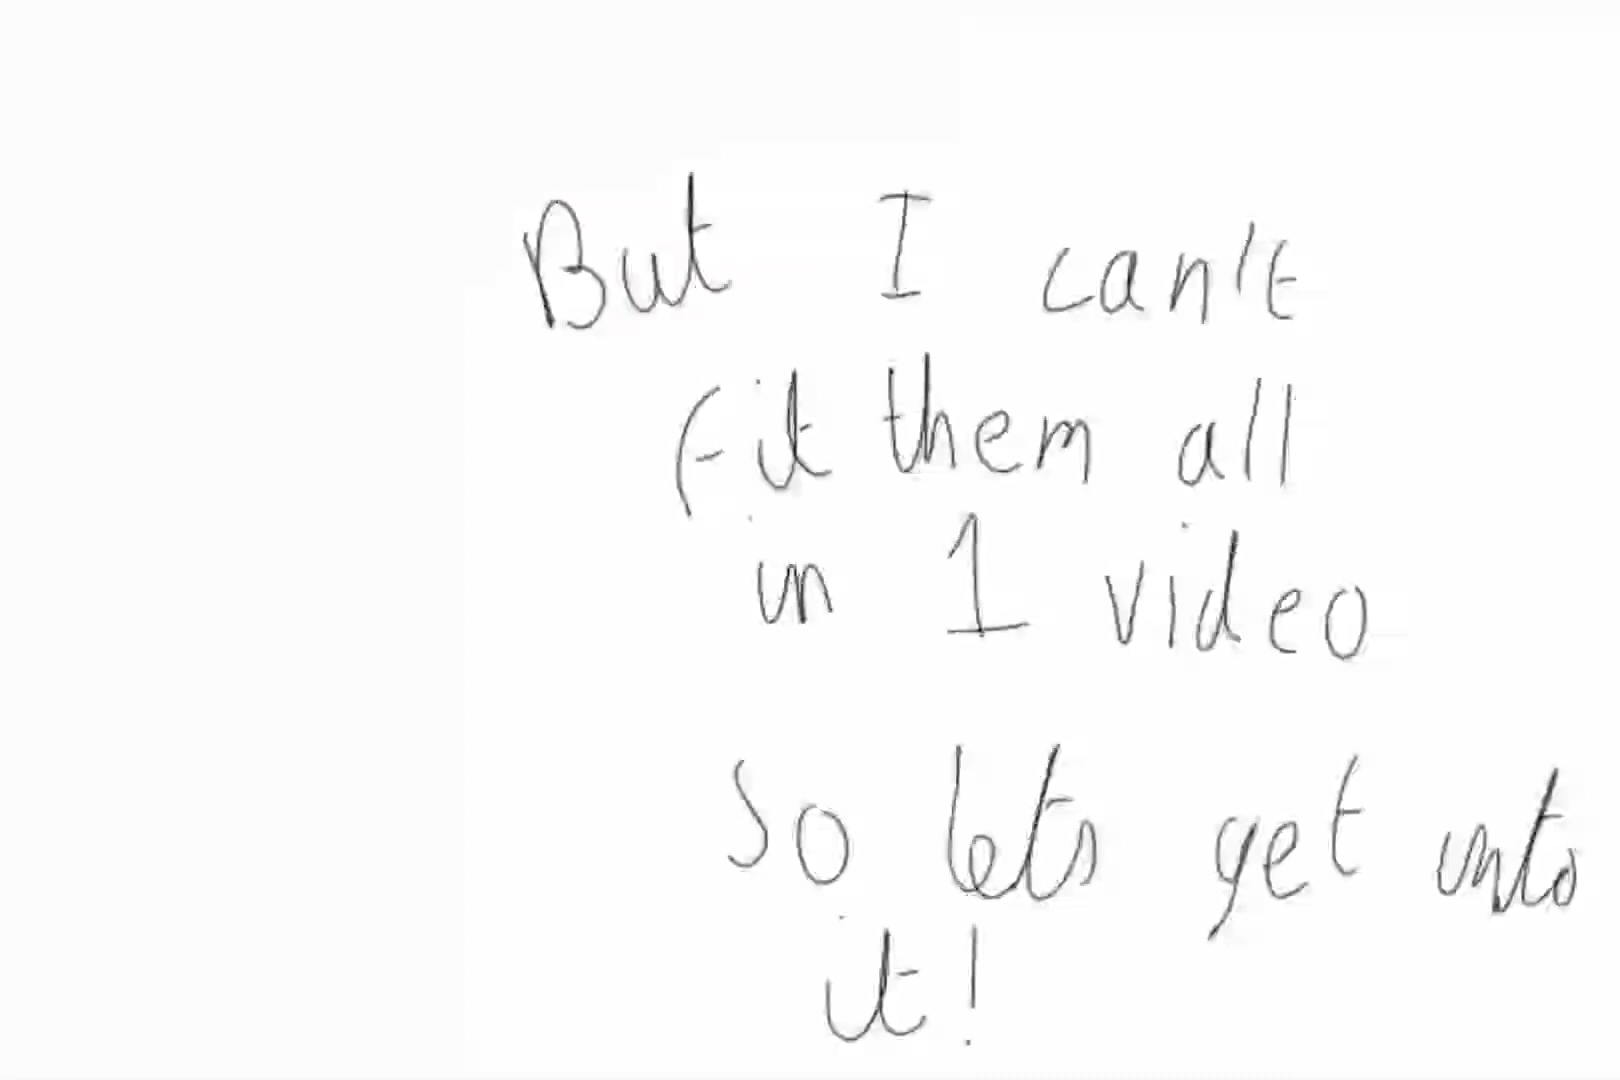 But I can't
fit them all
in 1 video
So lets get into
it!